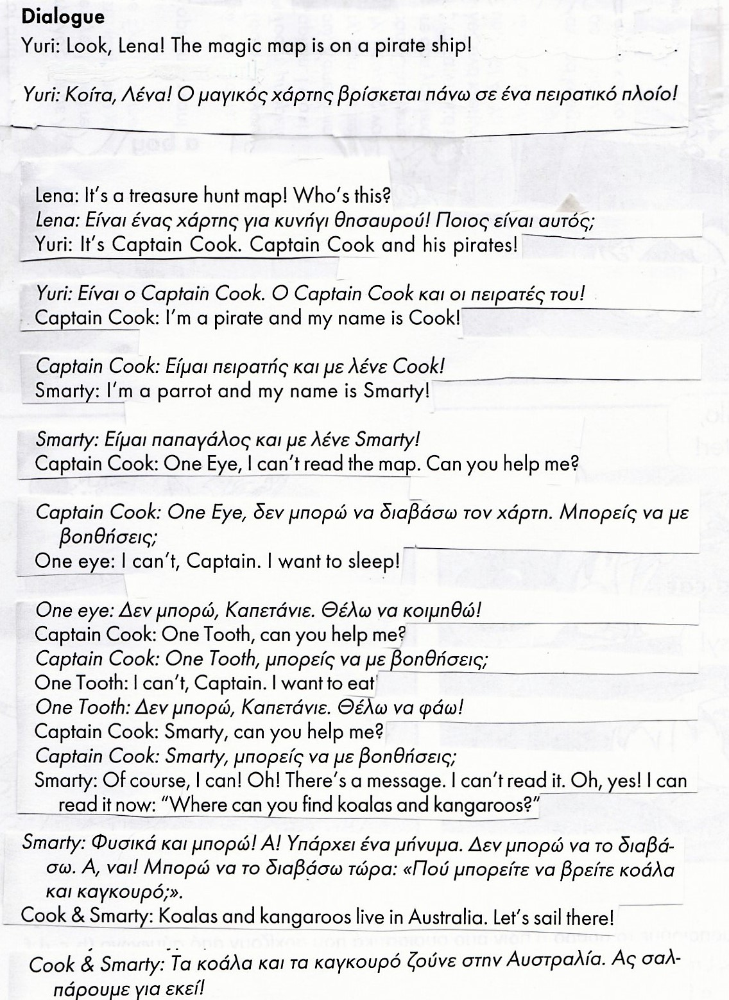 Dialogue
Yuri: Look, Lena! The magic map is on a pirate ship!
Yuri: Κοίτα, Λένα! Ο μαγικός χάρτης βρίσκεται πάνω σε ένα πειρατικό πλοίο!
Lena: It's a treasure hunt map! Who's this?
Lena: Είναι ένας χάρτης για κυνήγι θησαυρού! Ποιος είναι αυτός;
Yuri: It's Captain Cook. Captain Cook and his pirates!
Yuri: Είναι ο Captain Cook. Ο Captain Cook και οι πειρατές του!
Captain Cook: I'm a pirate and my name is Cook!
Captain Cook: Είμαι πειρατής και με λένε Cook!
Smarty: I'm a parrot and my name is Smarty!
Smarty: Είμαι παπαγάλος και με λένε Smarty!
Captain Cook: One Eye, I can't read the map. Can you help me?
Captain Cook: One Eye, δεν μπορώ να διαβάσω τον χάρτη. Μπορείς να με
βοηθήσεις;
One eye: I can't, Captain. I want to sleep!
One eye: Δεν μπορώ, Καπετάνιε. Θέλω να κοιμηθώ!
Captain Cook: One Tooth, can you help me?
Captain Cook: One Tooth, μπορείς να με βοηθήσεις;
One Tooth: I can't, Captain. I want to eat
One Tooth: Δεν μπορώ, Καπετάνιε. Θέλω να φάω!
Captain Cook: Smarty, can you help me?
Captain Cook: Smarty, μπορείς να με βοηθήσεις;
Smarty: Of course, I can! Oh! There's a message. I can't read it. Oh, yes! I can
read it now: "Where can you find koalas and kangaroos?"
Smarty: Φυσικά και μπορώ! Α! Υπάρχει ένα μήνυμα. Δεν μπορώ να το διαβά-
σω. Α, ναι! Μπορώ να το διαβάσω τώρα: «Πού μπορείτε να βρείτε κοάλα
και καγκουρό;».
Cook & Smarty: Koalas and kangaroos live in Australia. Let's sail there!
Cook & Smarty: Τα κοάλα και τα καγκουρό ζούνε στην Αυστραλία. Ας σαλ-
πάρουμε για εκεί!